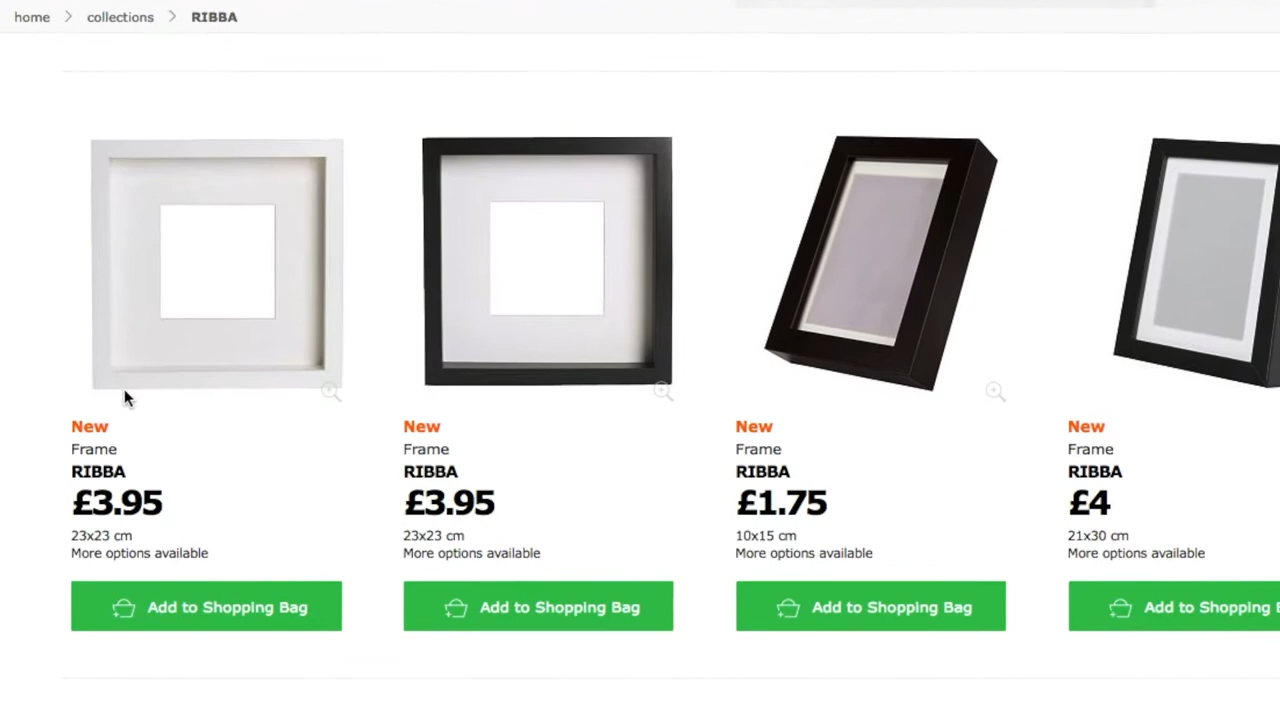 home > collections > RIBBA
New
Frame
RIBBA
£3.95
23x23 cm
More options available
Add to Shopping Bag
New
Frame
RIBBA
£3.95
23x23 cm
More options available
Add to Shopping Bag
New
Frame
RIBBA
£1.75
10x15 cm
More options available
Add to Shopping Bag
New
Frame
RIBBA
£4
21x30 cm
More options available
Add to Shopping